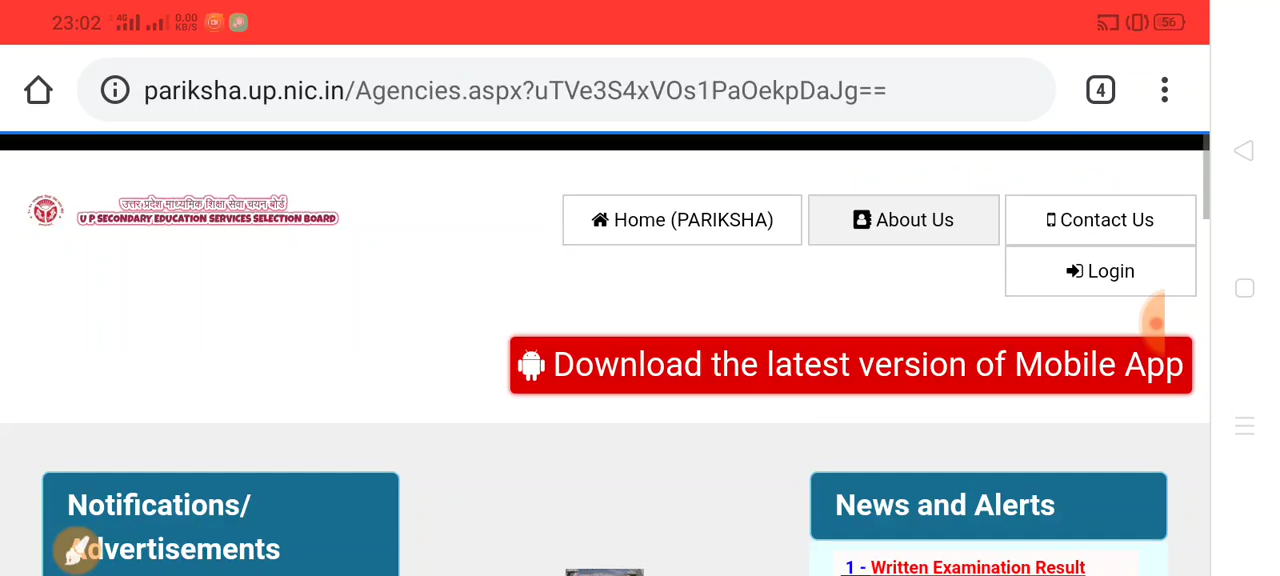 23:02 4G 0.00 KB/S 56
pariksha.up.nic.in/Agencies.aspx?uTVe3S4xVOs1PaOekpDaJg== 4
उत्तर प्रदेश माध्यमिक शिक्षा सेवा चयन बोर्ड
U P SECONDARY EDUCATION SERVICES SELECTION BOARD
Home (PARIKSHA) About Us Contact Us
Login
Download the latest version of Mobile App
Notifications/
Advertisements
News and Alerts
1 - Written Examination Result